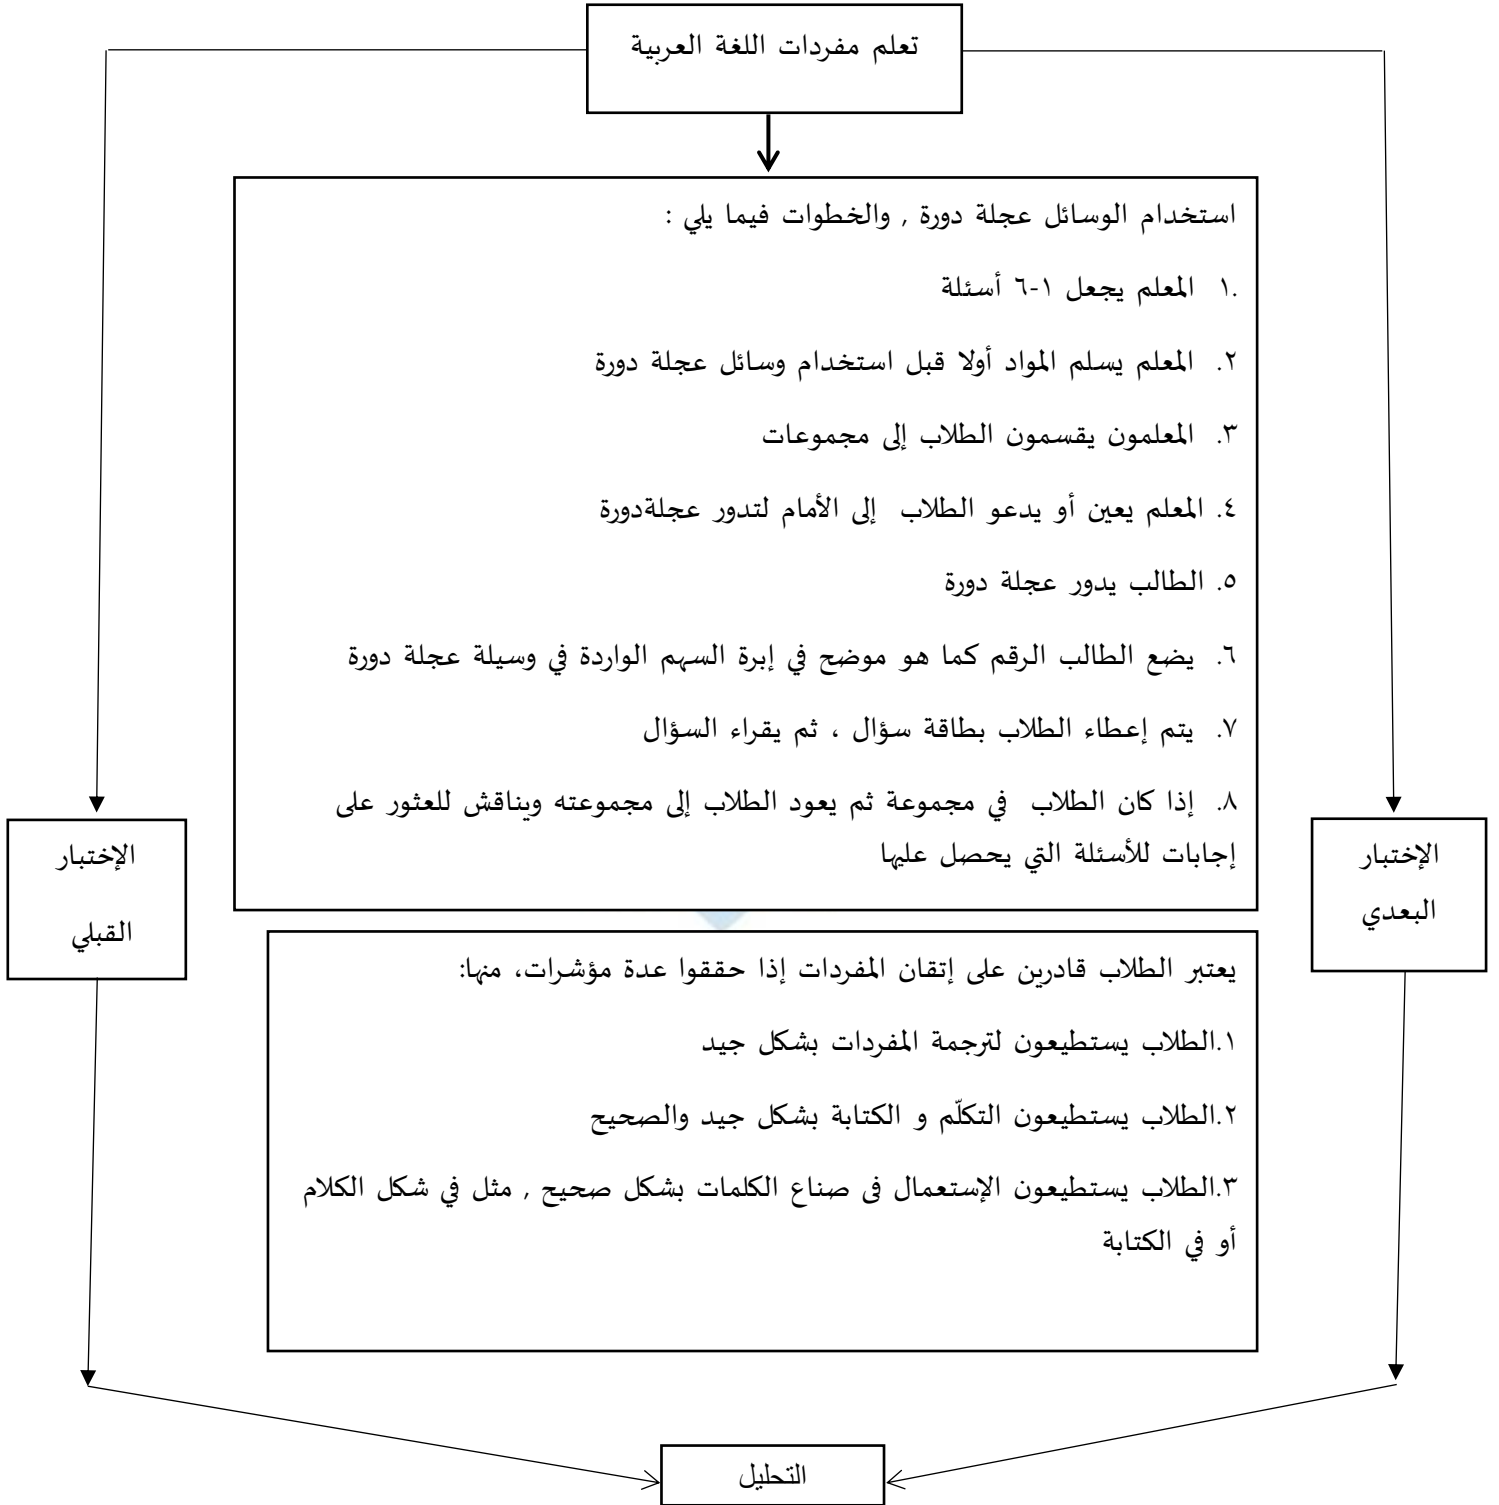 تعلم مفردات اللغة العربية
استخدام الوسائل عجلة دورة , والخطوات فيما يلي :
١. المعلم يجعل ١-٦ أسئلة
٢. المعلم يسلم المواد أولا قبل استخدام وسائل عجلة دورة
٣. المعلمون يقسمون الطلاب إلى مجموعات
٤. المعلم يعين أو يدعو الطلاب إلى الأمام لتدور عجلةدورة
٥. الطالب يدور عجلة دورة
٦. يضع الطالب الرقم كما هو موضح في إبرة السهم الواردة في وسيلة عجلة دورة
٧. يتم إعطاء الطلاب بطاقة سؤال ، ثم يقراء السؤال
٨. إذا كان الطلاب في مجموعة ثم يعود الطلاب إلى مجموعته ويناقش للعثور على
إجابات للأسئلة التي يحصل عليها
الإختبار
البعدي
الإختبار
القبلي
يعتبر الطلاب قادرين على إتقان المفردات إذا حققوا عدة مؤشرات، منها:
١.الطلاب يستطيعون لترجمة المفردات بشكل جيد
٢.الطلاب يستطيعون التكلّم و الكتابة بشكل جيد والصحيح
٣.الطلاب يستطيعون الإستعمال فى صناع الكلمات بشكل صحيح , مثل في شكل الكلام
أو في الكتابة
التحليل